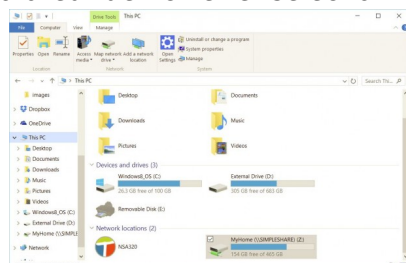 Drive Tools This PC
File Computer View Manage
Properties Open Rename Access media Map network drive Add a network location Open Settings Uninstall or change a program
System properties
Manage
Location Network System
This PC Search Thi...
images
Dropbox
OneDrive
This PC
Desktop
Documents
Downloads
Music
Pictures
Videos
Windows8_OS (C:)
External Drive (D:)
MyHome (\\SIMPLE
Network
Desktop Documents
Downloads Music
Pictures Videos
Devices and drives (3)
Windows8_OS (C:) External Drive (D:)
26.3 GB free of 100 GB 305 GB free of 683 GB
Removable Disk (E:)
Network locations (2)
NSA320 MyHome (\\SIMPLESHARE) (Z:)
154 GB free of 465 GB